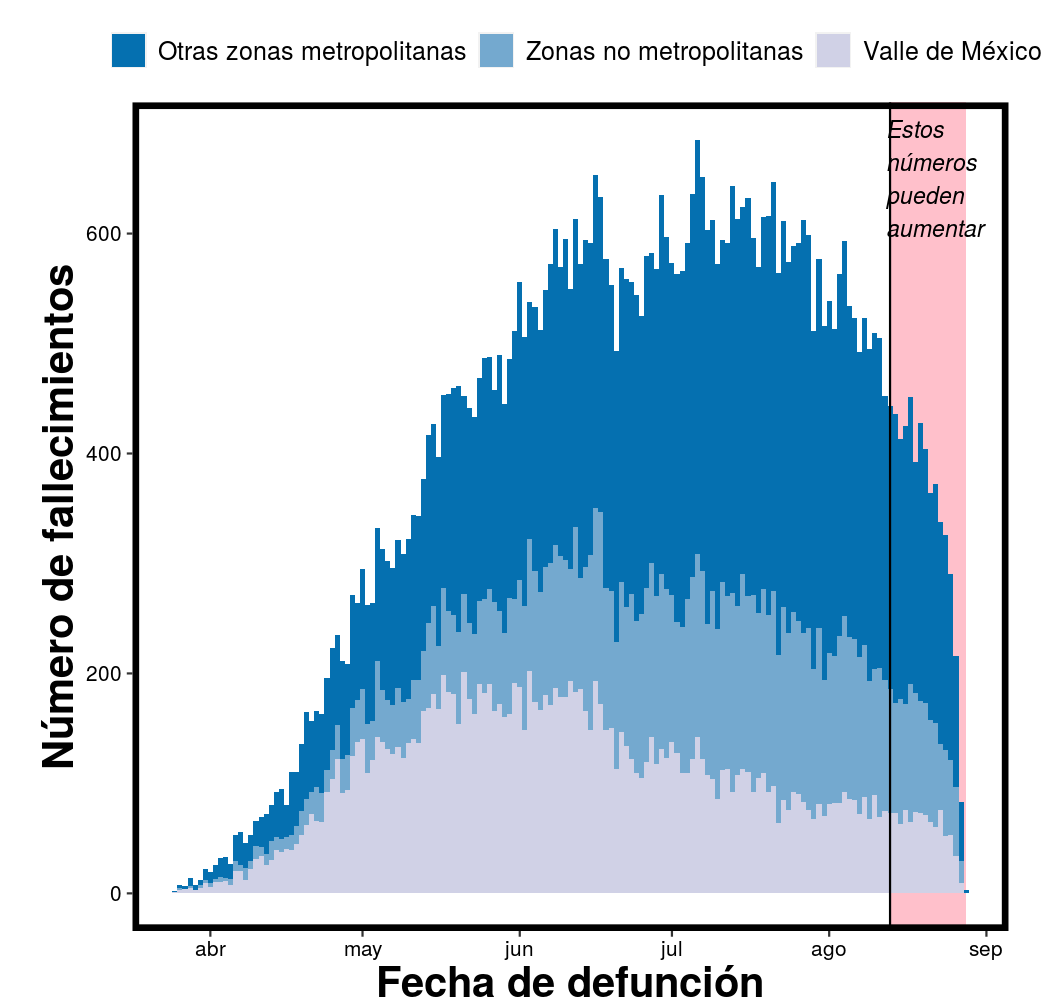 Otras zonas metropolitanas Zonas no metropolitanas Valle de México
Estos
números
pueden
aumentar
Número de fallecimientos
600
400
200
0
abr may jun jul ago sep
Fecha de defunción